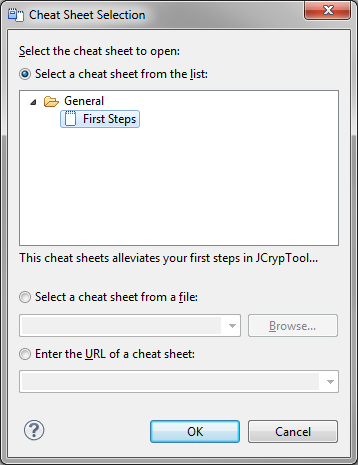 Cheat Sheet Selection
Select the cheat sheet to open:
Select a cheat sheet from the list:
General
First Steps
This cheat sheets alleviates your first steps in JCrypTool...
Select a cheat sheet from a file:
Browse...
Enter the URL of a cheat sheet:
?
OK
Cancel